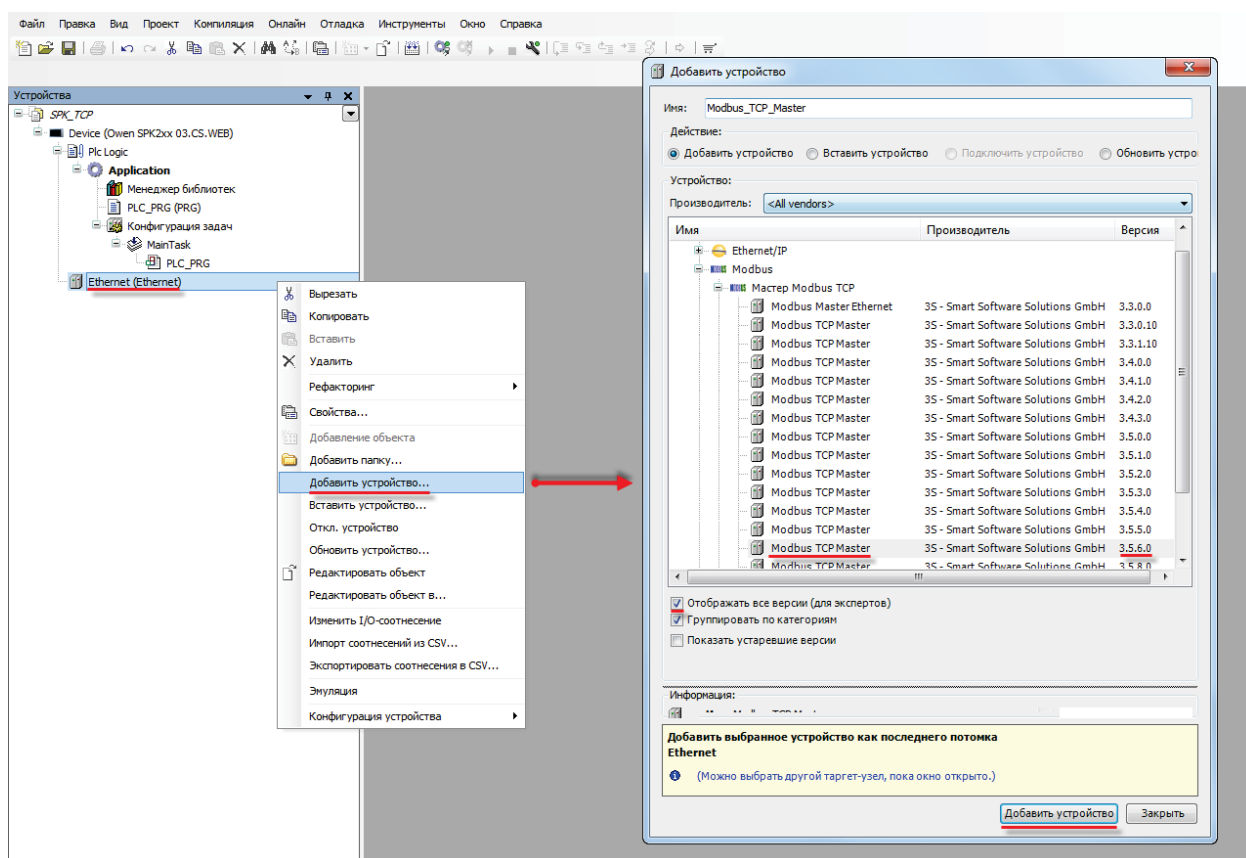 Файл Правка Вид Проект Компиляция Онлайн Отладка Инструменты Окно Справка
Устройства
SPK_TCP
Device (Owen SPK2xx 03.CS.WEB)
Plc Logic
Application
Менеджер библиотек
PLC_PRG (PRG)
Конфигурация задач
MainTask
PLC_PRG
Ethernet (Ethernet)
Вырезать
Копировать
Вставить
Удалить
Рефакторинг
Свойства...
Добавление объекта
Добавить папку...
Добавить устройство...
Вставить устройство...
Откл. устройство
Обновить устройство...
Редактировать объект
Редактировать объект в...
Изменить I/O-соотнесение
Импорт соотнесений из CSV...
Экспортировать соотнесения в CSV...
Эмуляция
Конфигурация устройства
Добавить устройство
Имя: Modbus_TCP_Master
Действие:
Добавить устройство Вставить устройство Подключить устройство Обновить устро
Устройство:
Производитель: <All vendors>
Имя Производитель Версия
Ethernet/IP
Modbus
Мастер Modbus TCP
Modbus Master Ethernet 3S - Smart Software Solutions GmbH 3.3.0.0
Modbus TCP Master 3S - Smart Software Solutions GmbH 3.3.0.10
Modbus TCP Master 3S - Smart Software Solutions GmbH 3.3.1.10
Modbus TCP Master 3S - Smart Software Solutions GmbH 3.4.0.0
Modbus TCP Master 3S - Smart Software Solutions GmbH 3.4.1.0
Modbus TCP Master 3S - Smart Software Solutions GmbH 3.4.2.0
Modbus TCP Master 3S - Smart Software Solutions GmbH 3.4.3.0
Modbus TCP Master 3S - Smart Software Solutions GmbH 3.5.0.0
Modbus TCP Master 3S - Smart Software Solutions GmbH 3.5.1.0
Modbus TCP Master 3S - Smart Software Solutions GmbH 3.5.2.0
Modbus TCP Master 3S - Smart Software Solutions GmbH 3.5.3.0
Modbus TCP Master 3S - Smart Software Solutions GmbH 3.5.4.0
Modbus TCP Master 3S - Smart Software Solutions GmbH 3.5.5.0
Modbus TCP Master 3S - Smart Software Solutions GmbH 3.5.6.0
Modbus TCP Master 3S - Smart Software Solutions GmbH 3.5.8.0
Отображать все версии (для экспертов)
Группировать по категориям
Показать устаревшие версии
Информация:
Добавить выбранное устройство как последнего потомка
Ethernet
(Можно выбрать другой таргет-узел, пока окно открыто.)
Добавить устройство Закрыть